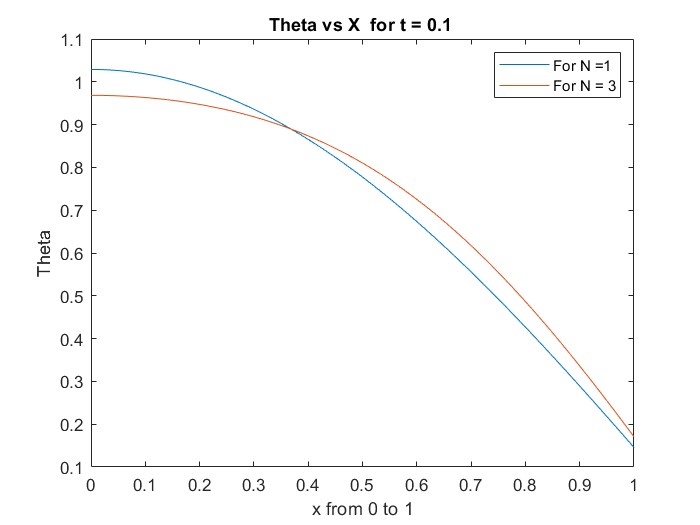 Theta vs X for t = 0.1
For N =1
For N = 3
Theta
1.1
1
0.9
0.8
0.7
0.6
0.5
0.4
0.3
0.2
0.1
0 0.1 0.2 0.3 0.4 0.5 0.6 0.7 0.8 0.9 1
x from 0 to 1